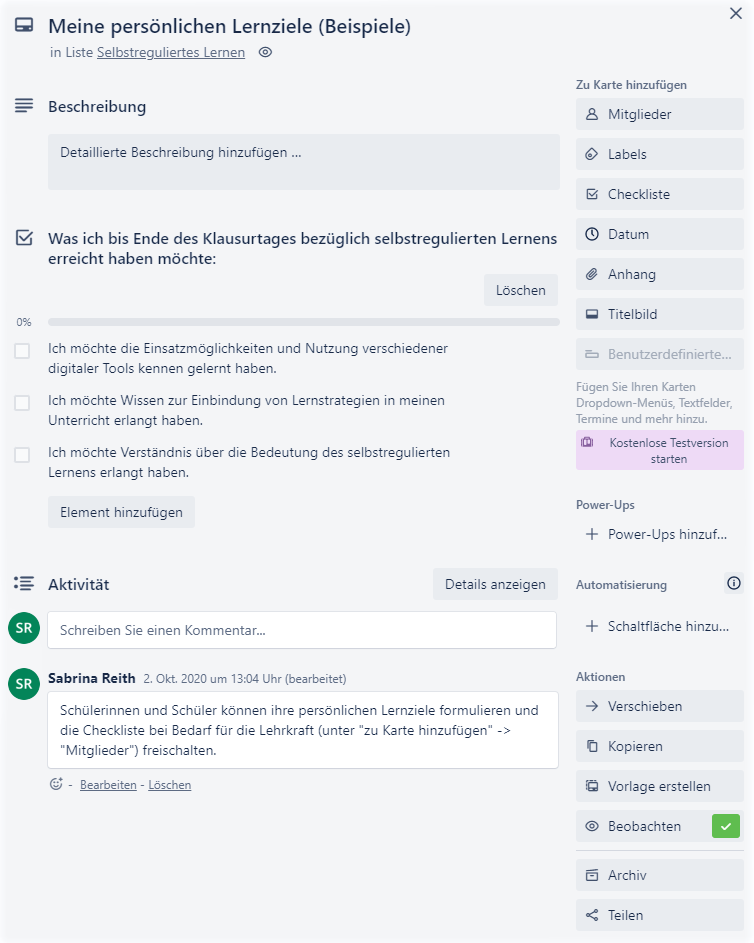 Meine persönlichen Lernziele (Beispiele)
in Liste Selbstreguliertes Lernen
Beschreibung
Detaillierte Beschreibung hinzufügen ...
Was ich bis Ende des Klausurtages bezüglich selbstregulierten Lernens
erreicht haben möchte:
Löschen
0%
Ich möchte die Einsatzmöglichkeiten und Nutzung verschiedener
digitaler Tools kennen gelernt haben.
Ich möchte Wissen zur Einbindung von Lernstrategien in meinen
Unterricht erlangt haben.
Ich möchte Verständnis über die Bedeutung des selbstregulierten
Lernens erlangt haben.
Element hinzufügen
Aktivität
Details anzeigen
SR
Schreiben Sie einen Kommentar...
SR
Sabrina Reith 2. Okt. 2020 um 13:04 Uhr (bearbeitet)
Schülerinnen und Schüler können ihre persönlichen Lernziele formulieren und
die Checkliste bei Bedarf für die Lehrkraft (unter "zu Karte hinzufügen" ->
"Mitglieder") freischalten.
- Bearbeiten - Löschen
Zu Karte hinzufügen
Mitglieder
Labels
Checkliste
Datum
Anhang
Titelbild
Benutzerdefinierte...
Fügen Sie Ihren Karten
Dropdown-Menüs, Textfelder,
Termine und mehr hinzu.
Kostenlose Testversion
starten
Power-Ups
Power-Ups hinzuf...
Automatisierung
Schaltfläche hinzu...
Aktionen
Verschieben
Kopieren
Vorlage erstellen
Beobachten
Archiv
Teilen